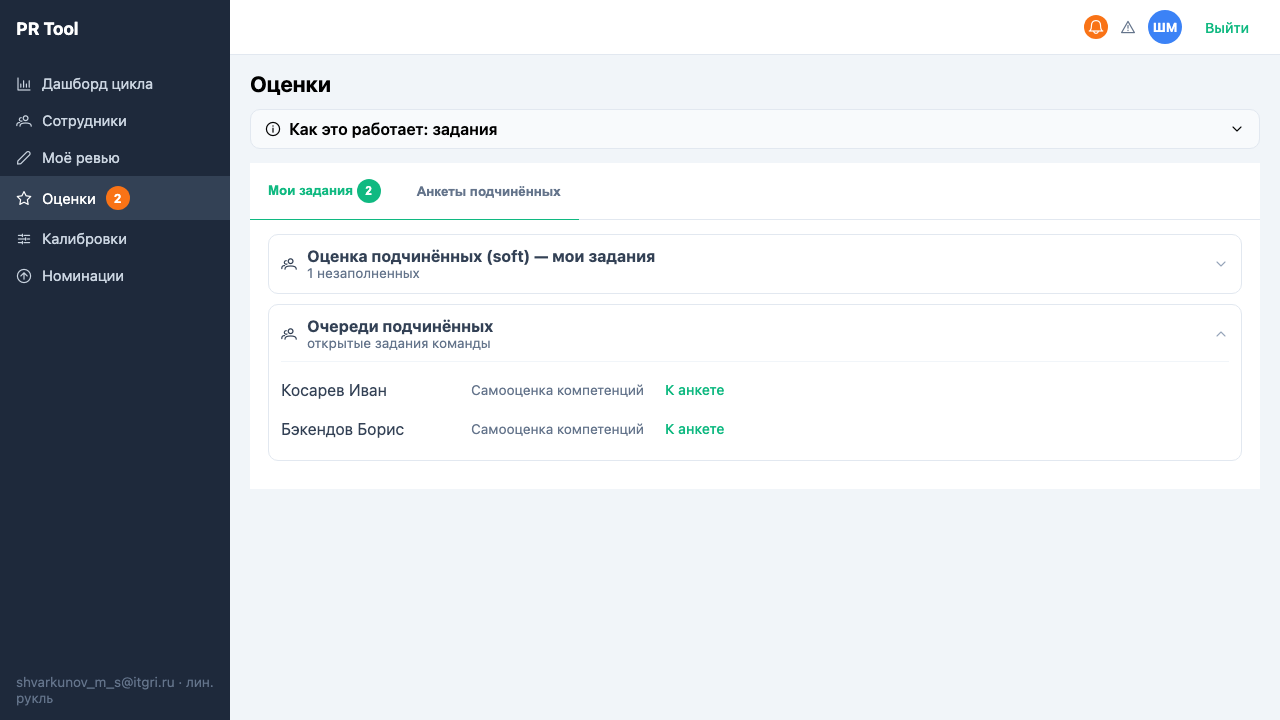 PR Tool
ШМ
Выйти
Дашборд цикла
Сотрудники
Моё ревью
Оценки 2
Калибровки
Номинации
shvarkunov_m_s@itgri.ru · лин.
рукль
Оценки
Как это работает: задания
Мои задания 2
Анкеты подчинённых
Оценка подчинённых (soft) — мои задания
1 незаполненных
Очереди подчинённых
открытые задания команды
Косарев Иван Самооценка компетенций К анкете
Бэкендов Борис Самооценка компетенций К анкете